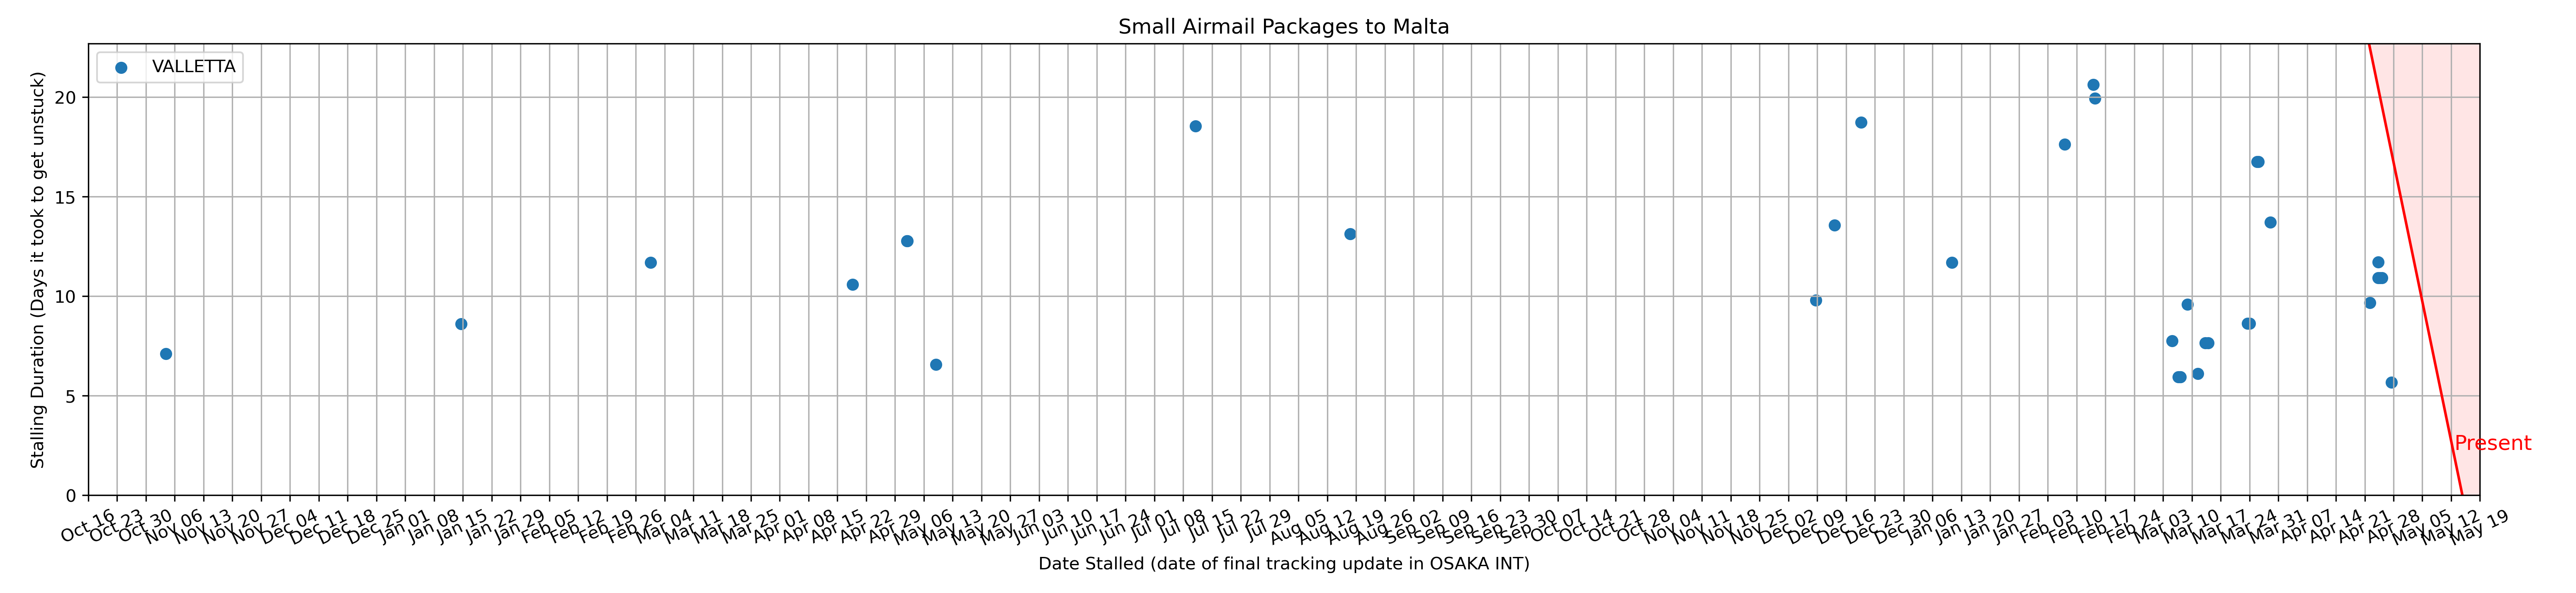 Small Airmail Packages to Malta
VALLETTA
Stalling Duration (Days it took to get unstuck)
20
15
10
5
0
Present
Oct 16 Oct 23 Oct 30 Nov 06 Nov 13 Nov 20 Nov 27 Dec 04 Dec 11 Dec 18 Dec 25 Jan 01 Jan 08 Jan 15 Jan 22 Jan 29 Feb 05 Feb 12 Feb 19 Feb 26 Mar 04 Mar 11 Mar 18 Mar 25 Apr 01 Apr 08 Apr 15 Apr 22 Apr 29 May 06 May 13 May 20 May 27 Jun 03 Jun 10 Jun 17 Jun 24 Jul 01 Jul 08 Jul 15 Jul 22 Jul 29 Aug 05 Aug 12 Aug 19 Aug 26 Sep 02 Sep 09 Sep 16 Sep 23 Sep 30 Oct 07 Oct 14 Oct 21 Oct 28 Nov 04 Nov 11 Nov 18 Nov 25 Dec 02 Dec 09 Dec 16 Dec 23 Dec 30 Jan 06 Jan 13 Jan 20 Jan 27 Feb 03 Feb 10 Feb 17 Feb 24 Mar 03 Mar 10 Mar 17 Mar 24 Mar 31 Apr 07 Apr 14 Apr 21 Apr 28 May 05 May 12 May 19
Date Stalled (date of final tracking update in OSAKA INT)